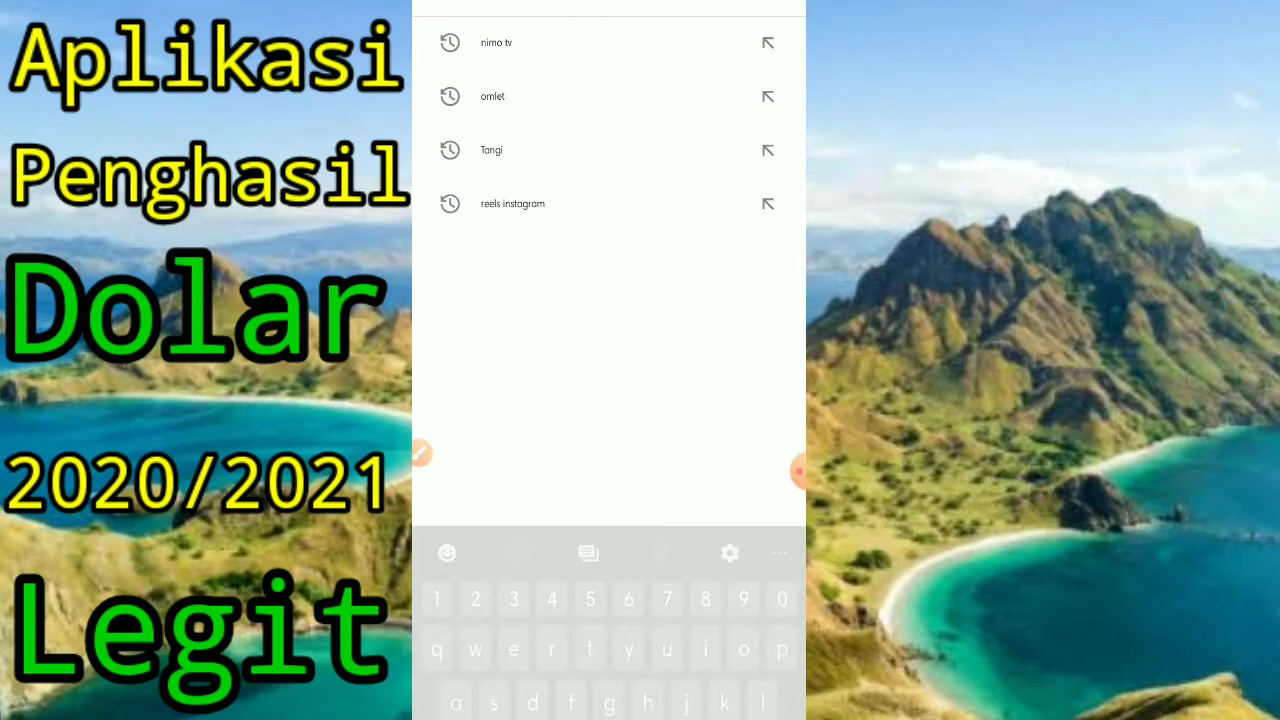 Aplikasi
Penghasil
Dolar
2020/2021
Legit
nimo tv
omlet
Tangi
reels instagram
1 2 3 4 5 6 7 8 9 0
q w e r t y u i o p
a s d f g h j k l